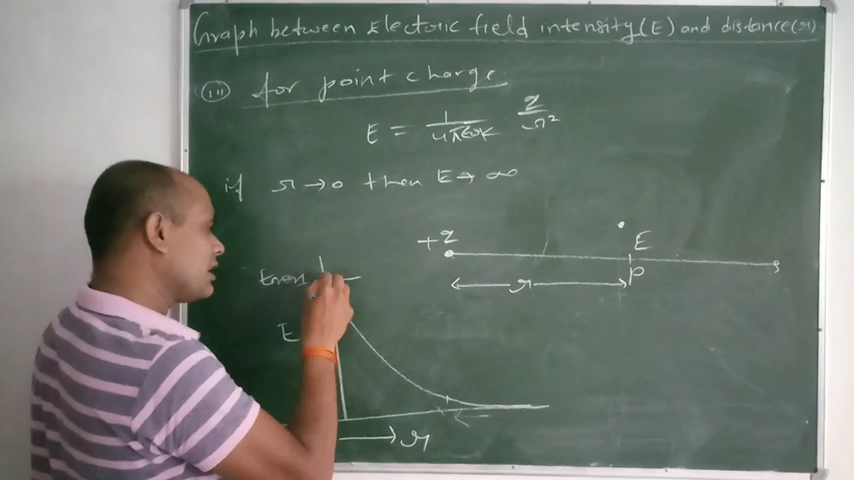 Graph between Electric field intensity (E) and distance (r)
(iii) for point charge
E = 1/4πε₀k q/r²
if r → 0 then E → ∞
+q
E
P
r
E
r